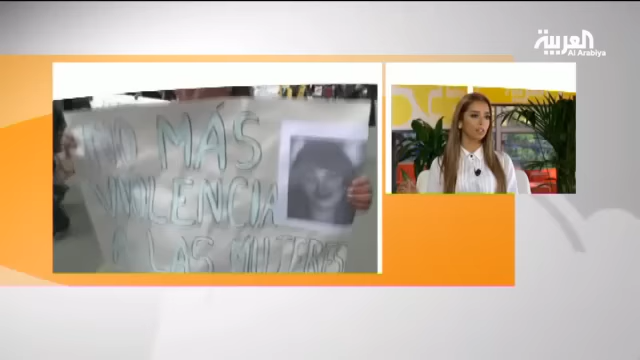 العربية
Al Arabiya
NO MÁS
VIOLENCIA
A LAS MUJERES